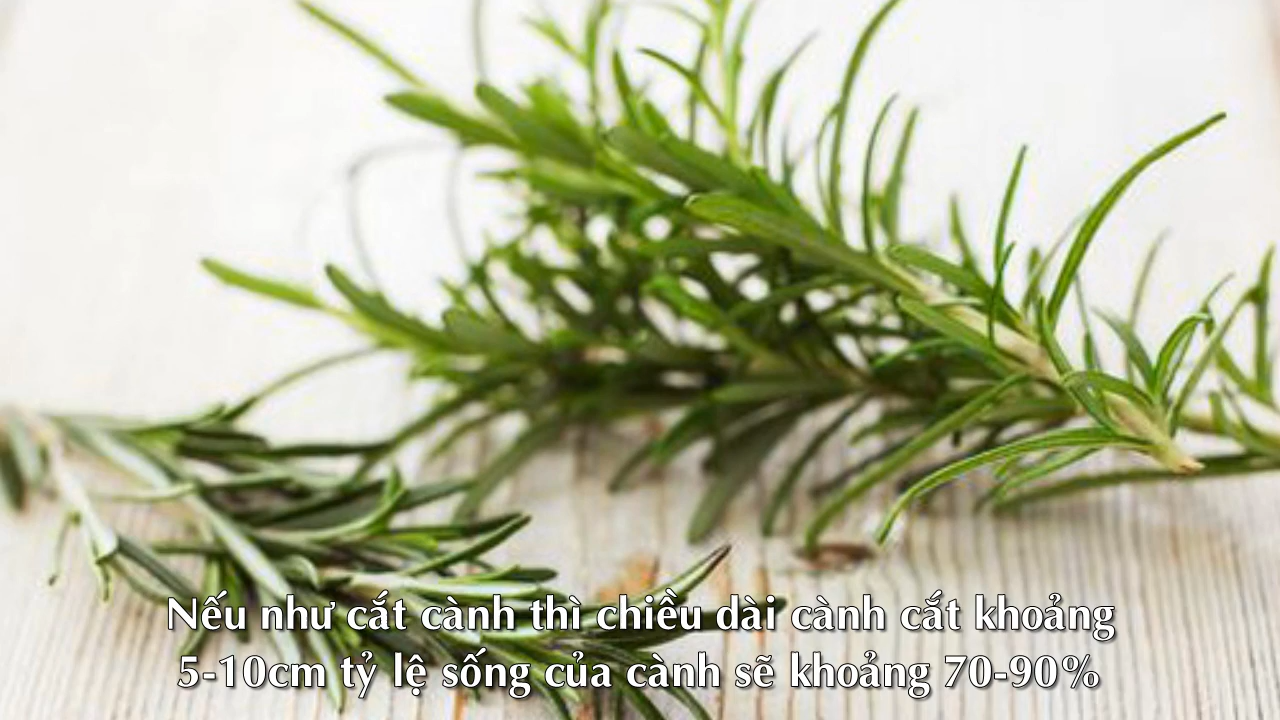 Nếu như cắt cành thì chiều dài cành cắt khoảng
5-10cm tỷ lệ sống của cành sẽ khoảng 70-90%